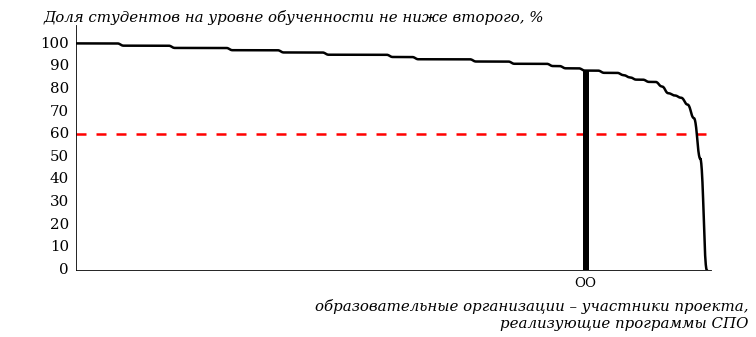 Доля студентов на уровне обученности не ниже второго, %
100
90
80
70
60
50
40
30
20
10
0
ОО
образовательные организации – участники проекта,
реализующие программы СПО